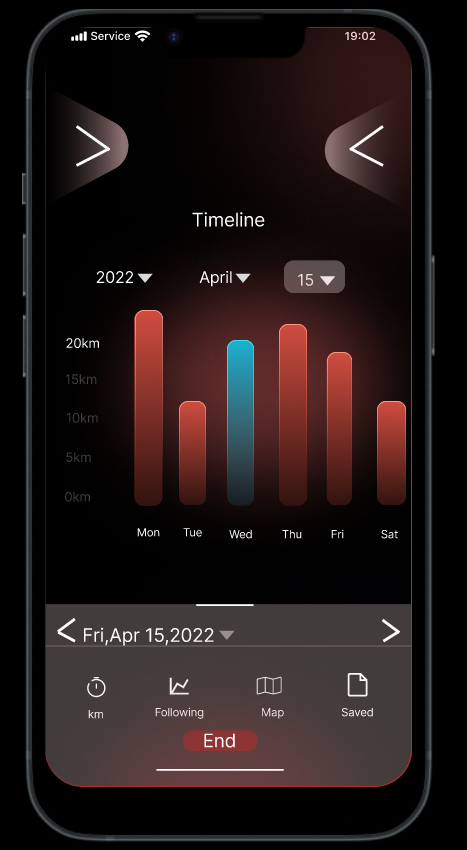 Service 19:02
Timeline
2022 April 15
20km
15km
10km
5km
0km
Mon Tue Wed Thu Fri Sat
Fri,Apr 15,2022
km Following Map Saved
End